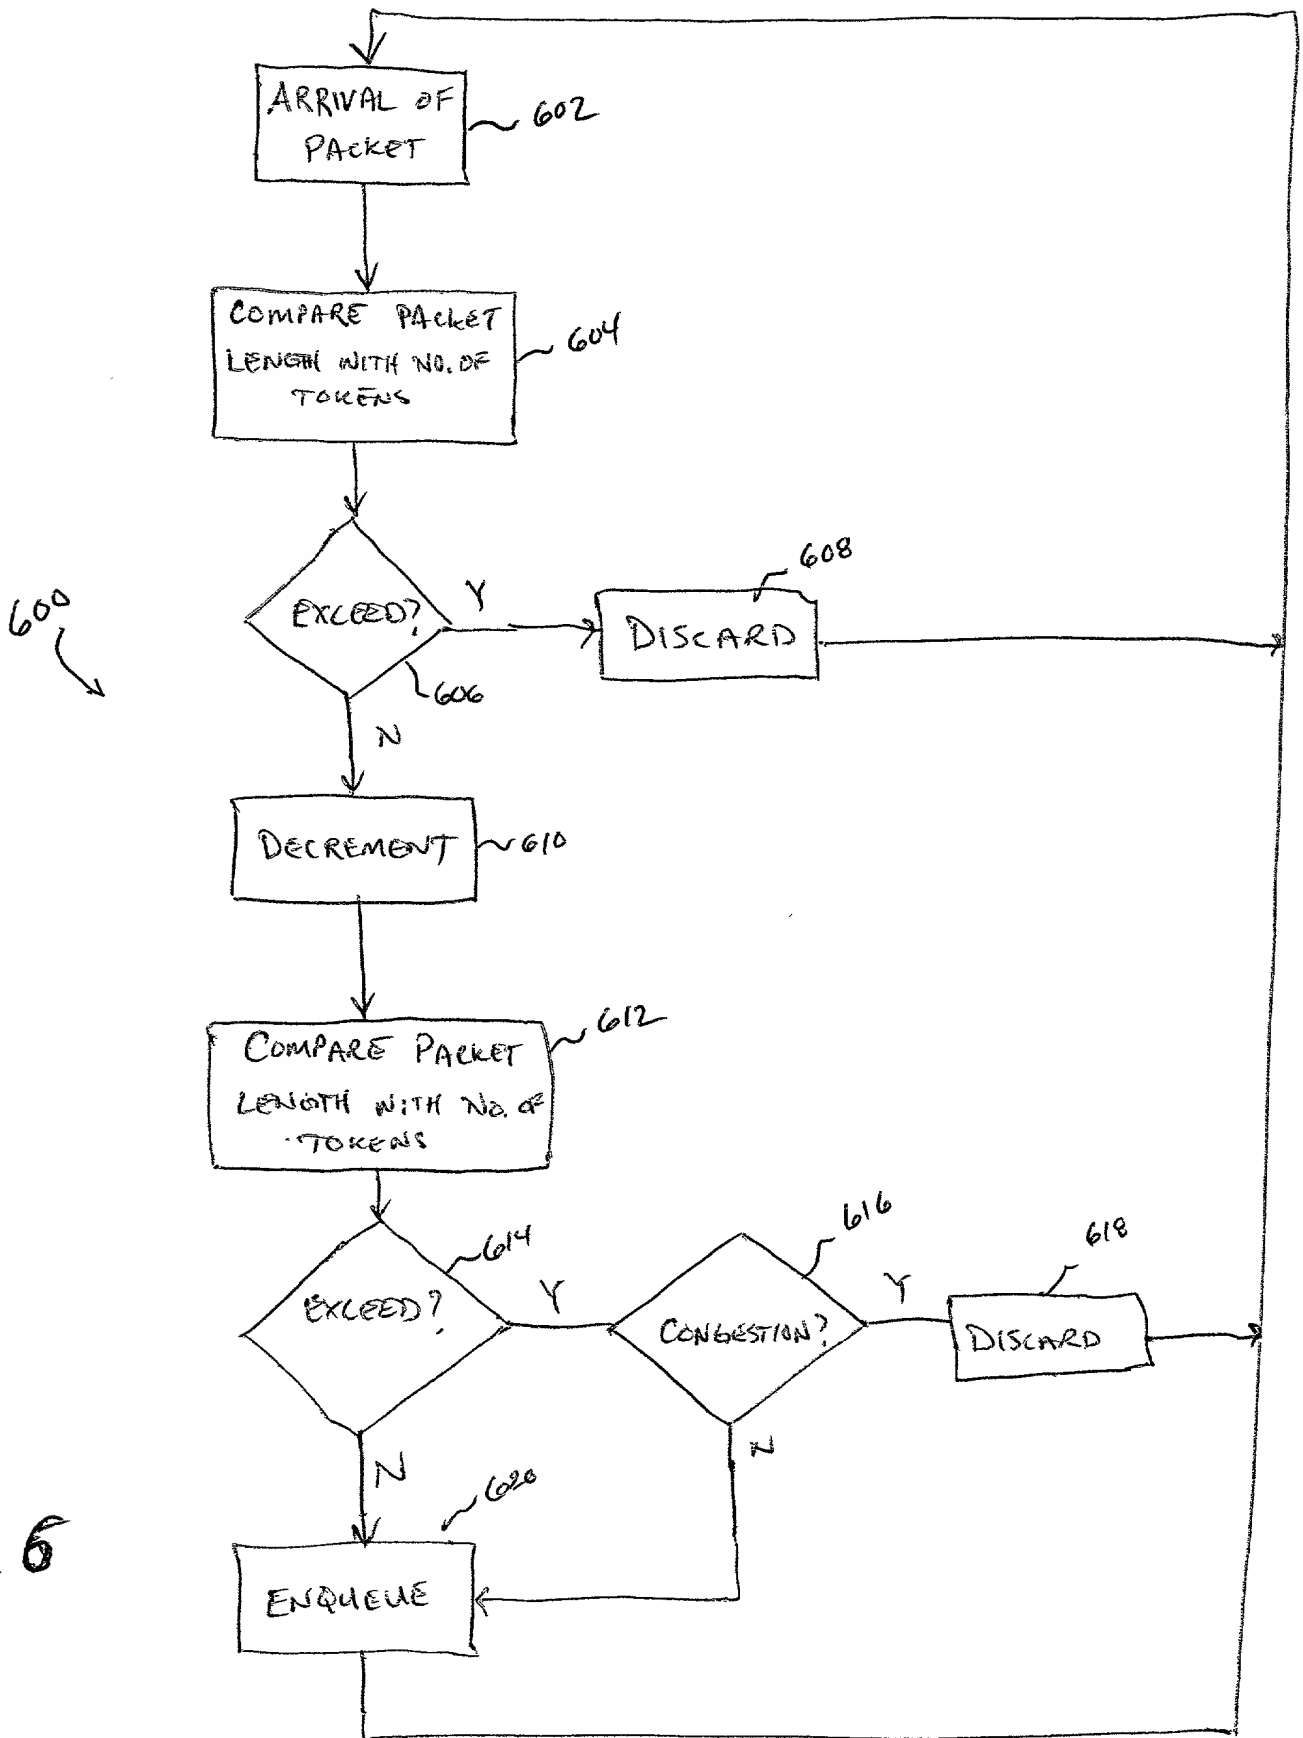 ARRIVAL OF
PACKET
602
COMPARE PACKET
LENGTH WITH NO. OF
TOKENS
604
EXCEED?
606
Y
DISCARD
608
600
N
DECREMENT
610
COMPARE PACKET
LENGTH WITH NO. OF
TOKENS
612
EXCEED?
614
Y
CONGESTION?
616
Y
DISCARD
618
N
N
ENQUEUE
620
6